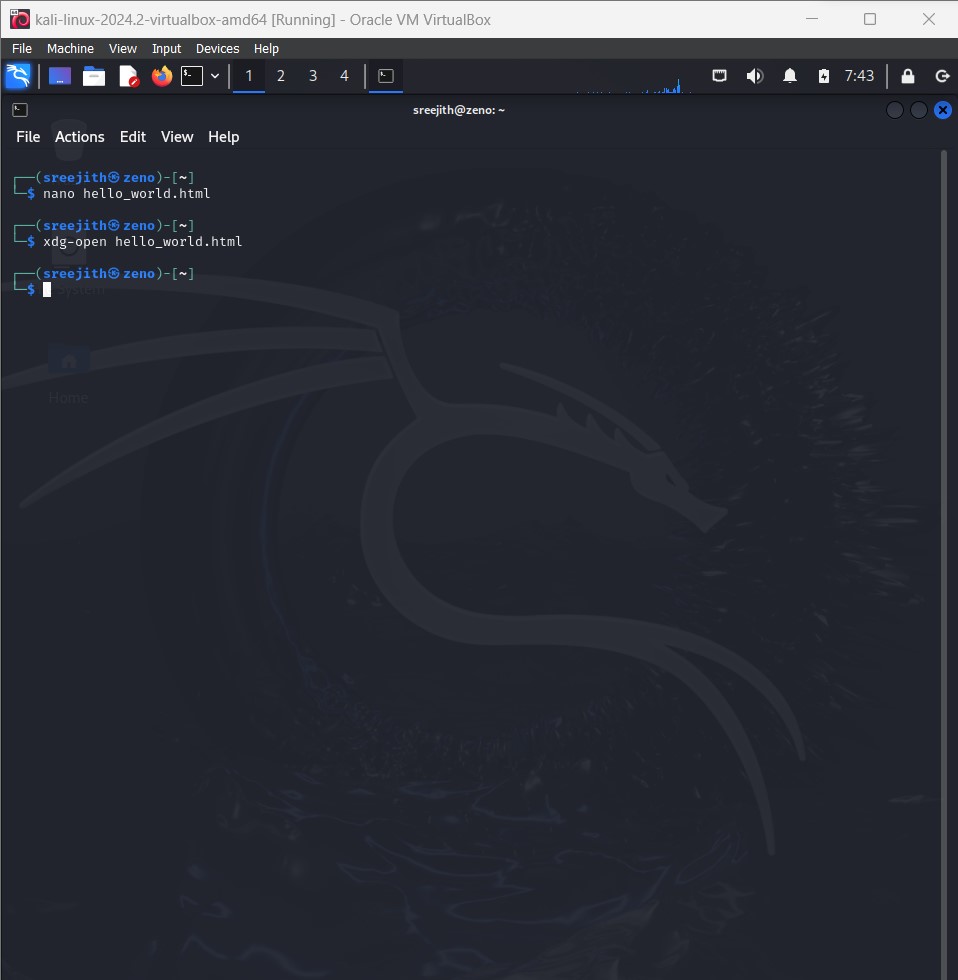 kali-linux-2024.2-virtualbox-amd64 [Running] - Oracle VM VirtualBox
File Machine View Input Devices Help
1 2 3 4 7:43
sreejith@zeno: ~
File Actions Edit View Help
┌──(sreejith㉿zeno)-[~]
└─$ nano hello_world.html
┌──(sreejith㉿zeno)-[~]
└─$ xdg-open hello_world.html
┌──(sreejith㉿zeno)-[~]
└─$
System
Home